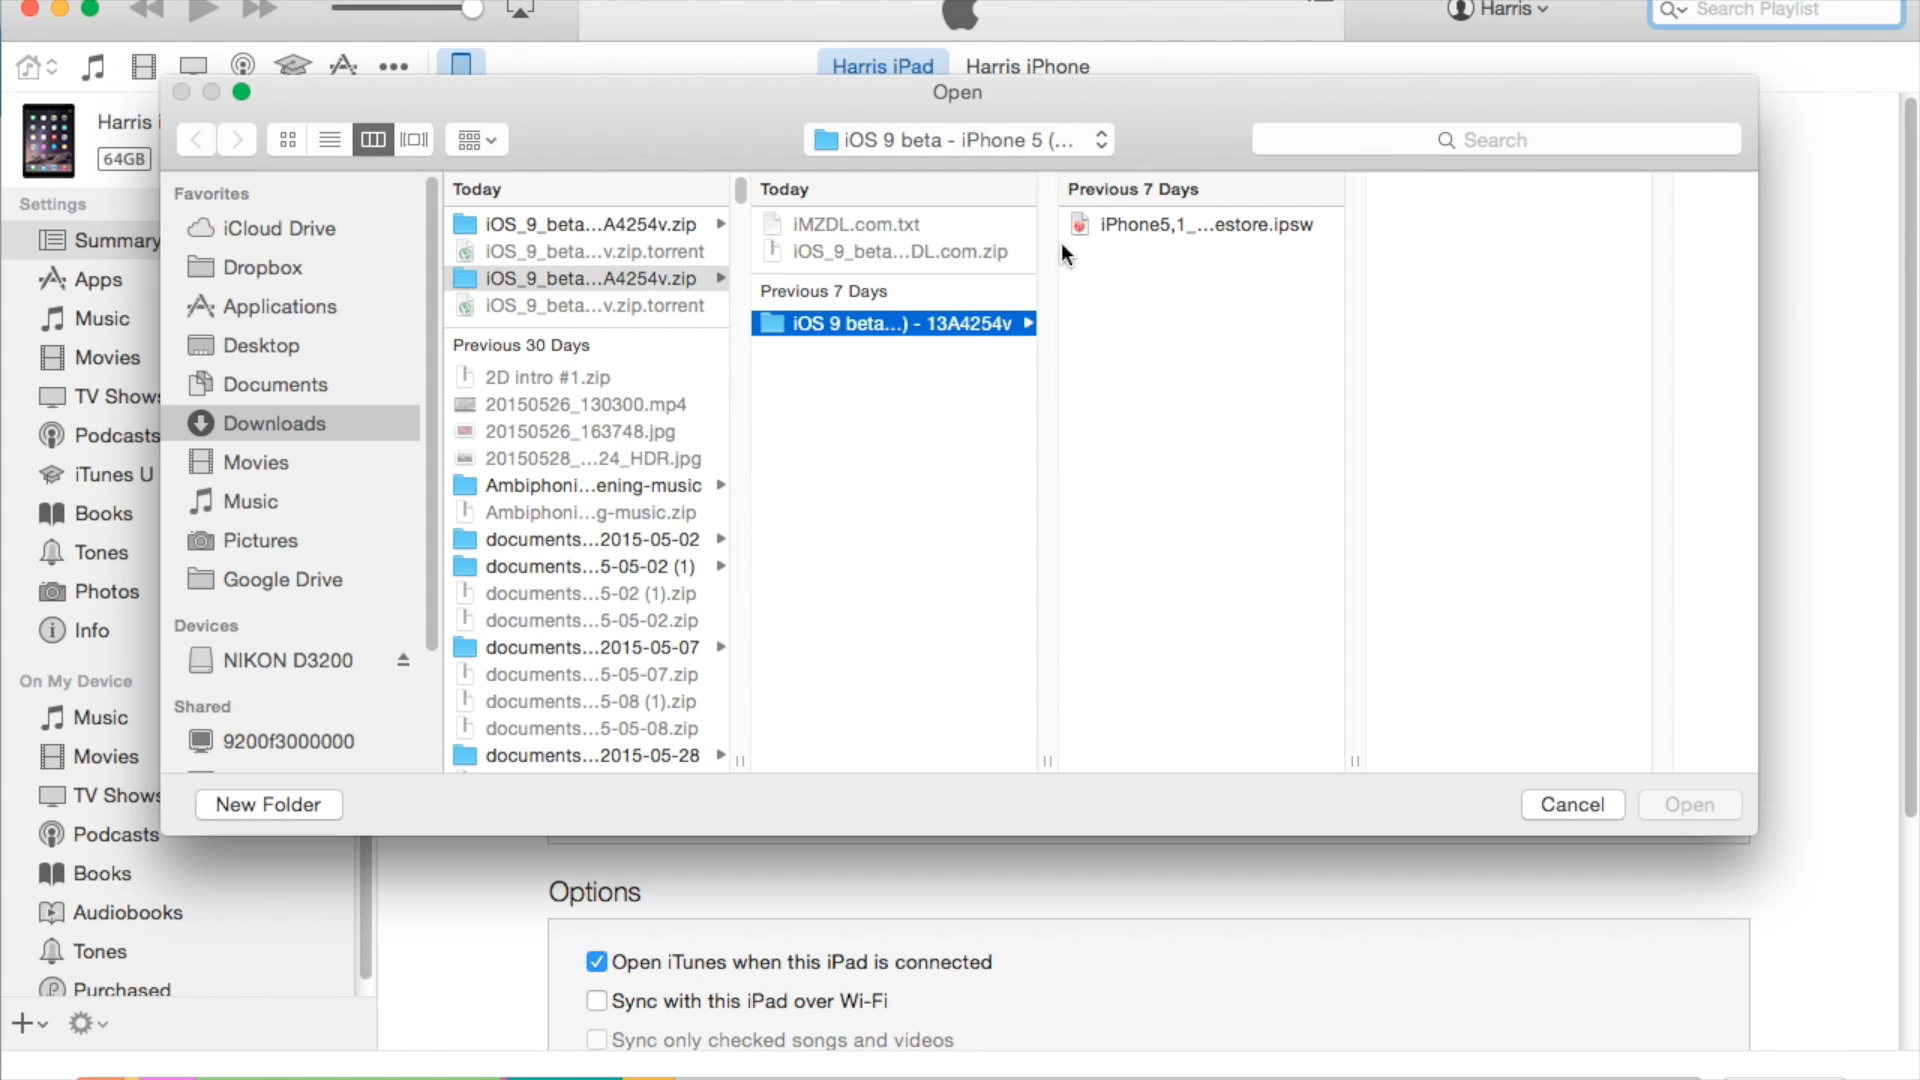 Harris
Search Playlist
Harris iPad
Harris iPhone
Open
Harris i
64GB
iOS 9 beta - iPhone 5 (...
Search
Settings
Summary
Apps
Music
Movies
TV Shows
Podcasts
iTunes U
Books
Tones
Photos
Info
On My Device
Music
Movies
TV Shows
Podcasts
Books
Audiobooks
Tones
Purchased
Favorites
iCloud Drive
Dropbox
Applications
Desktop
Documents
Downloads
Movies
Music
Pictures
Google Drive
Devices
NIKON D3200
Shared
9200f3000000
Today
iOS_9_beta...A4254v.zip
iOS_9_beta...v.zip.torrent
iOS_9_beta...A4254v.zip
iOS_9_beta...v.zip.torrent
Previous 30 Days
2D intro #1.zip
20150526_130300.mp4
20150526_163748.jpg
20150528_...24_HDR.jpg
Ambiphoni...ening-music
Ambiphoni...g-music.zip
documents...2015-05-02
documents...5-05-02 (1)
documents...5-02 (1).zip
documents...5-05-02.zip
documents...2015-05-07
documents...5-05-07.zip
documents...5-08 (1).zip
documents...5-05-08.zip
documents...2015-05-28
Today
iMZDL.com.txt
iOS_9_beta...DL.com.zip
Previous 7 Days
iOS 9 beta...) - 13A4254v
Previous 7 Days
iPhone5,1_...estore.ipsw
New Folder
Cancel
Open
Options
Open iTunes when this iPad is connected
Sync with this iPad over Wi-Fi
Sync only checked songs and videos